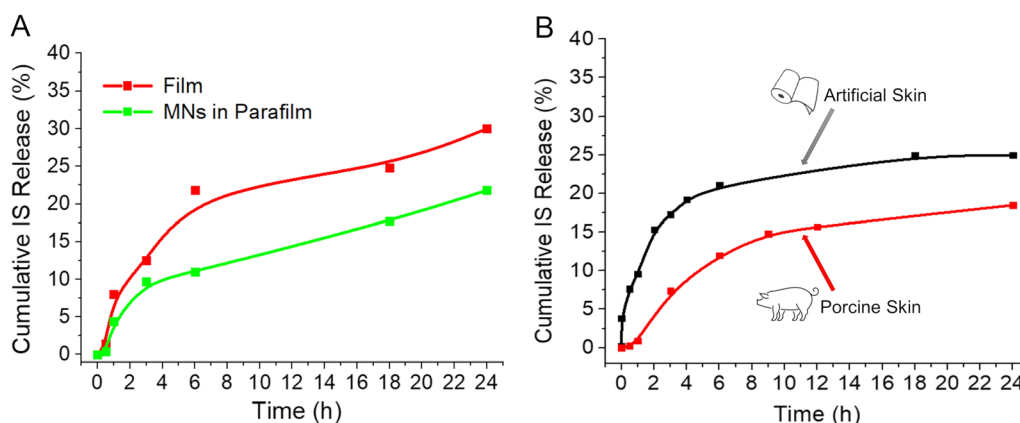 A
Cumulative IS Release (%)
40
35
30
25
20
15
10
5
0
Film
MNs in Parafilm
0 2 4 6 8 10 12 14 16 18 20 22 24
Time (h)
B
Cumulative IS Release (%)
40
35
30
25
20
15
10
5
0
Artificial Skin
Porcine Skin
0 2 4 6 8 10 12 14 16 18 20 22 24
Time (h)